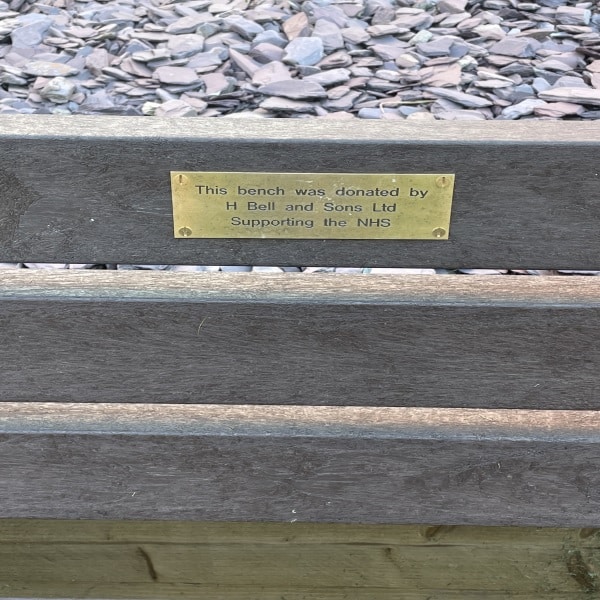 This bench was donated by
H Bell and Sons Ltd
Supporting the NHS